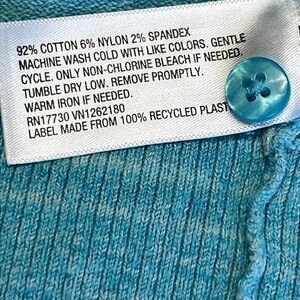 92% COTTON 6% NYLON 2% SPANDEX
MACHINE WASH COLD WITH LIKE COLORS. GENTLE
CYCLE. ONLY NON-CHLORINE BLEACH IF NEEDED.
TUMBLE DRY LOW. REMOVE PROMPTLY.
WARM IRON IF NEEDED.
RN17730 VN1262180
LABEL MADE FROM 100% RECYCLED PLAST